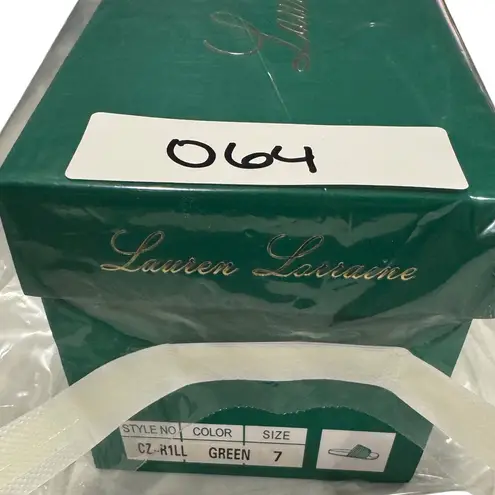 064
Lauren Lorraine
STYLE NO. COLOR SIZE
GREEN 7